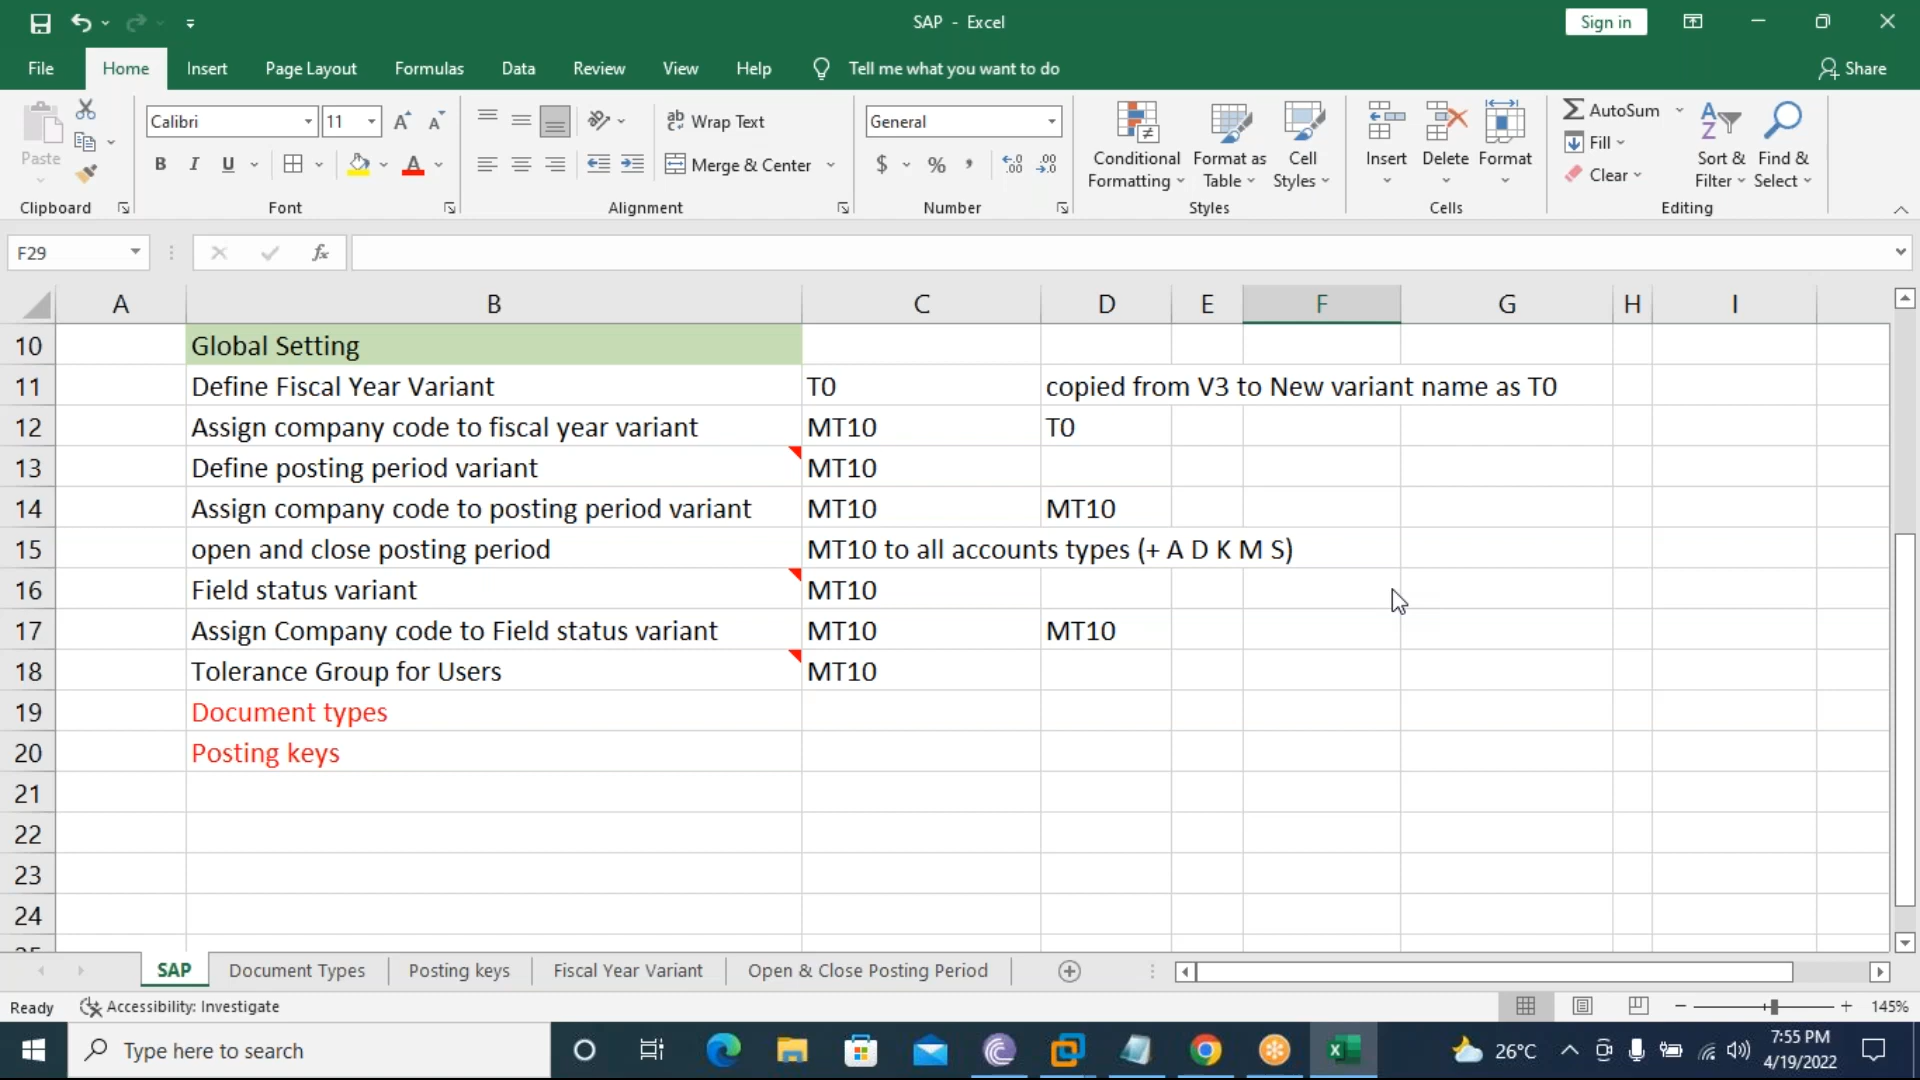 SAP - Excel
Sign in
File Home Insert Page Layout Formulas Data Review View Help Tell me what you want to do Share
Paste
Clipboard
Calibri 11
B I U
Font
Wrap Text
Merge & Center
Alignment
General
$ % ,
Number
Conditional Formatting
Format as Table
Cell Styles
Styles
Insert Delete Format
Cells
AutoSum
Fill
Clear
Sort & Filter
Find & Select
Editing
F29 fx
A B C D E F G H I
10 Global Setting
11 Define Fiscal Year Variant T0 copied from V3 to New variant name as T0
12 Assign company code to fiscal year variant MT10 T0
13 Define posting period variant MT10
14 Assign company code to posting period variant MT10 MT10
15 open and close posting period MT10 to all accounts types (+ A D K M S)
16 Field status variant MT10
17 Assign Company code to Field status variant MT10 MT10
18 Tolerance Group for Users MT10
19 Document types
20 Posting keys
21
22
23
24
SAP Document Types Posting keys Fiscal Year Variant Open & Close Posting Period
Ready Accessibility: Investigate 145%
Type here to search 26°C 7:55 PM
4/19/2022